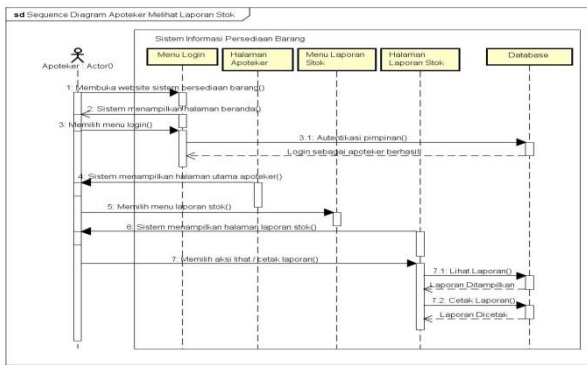 sd Sequence Diagram Apoteker Melihat Laporan Stok
Sistem Informasi Persediaan Barang
Apoteker : Actor0
Menu Login
Halaman
Apoteker
Menu Laporan
Stok
Halaman
Laporan Stok
Database
1: Membuka website sistem bersediaan barang()
2: Sistem menampilkan halaman beranda()
3: Memilih menu login()
3.1: Autentikasi pimpinan()
Login sebagai apoteker berhasil
4: Sistem menampilkan halaman utama apoteker()
5: Memilih menu laporan stok()
6: Sistem menampilkan halaman laporan stok()
7: Memilih aksi lihat / cetak laporan()
7.1: Lihat Laporan()
Laporan Ditampilkan
7.2: Cetak Laporan()
Laporan Dicetak